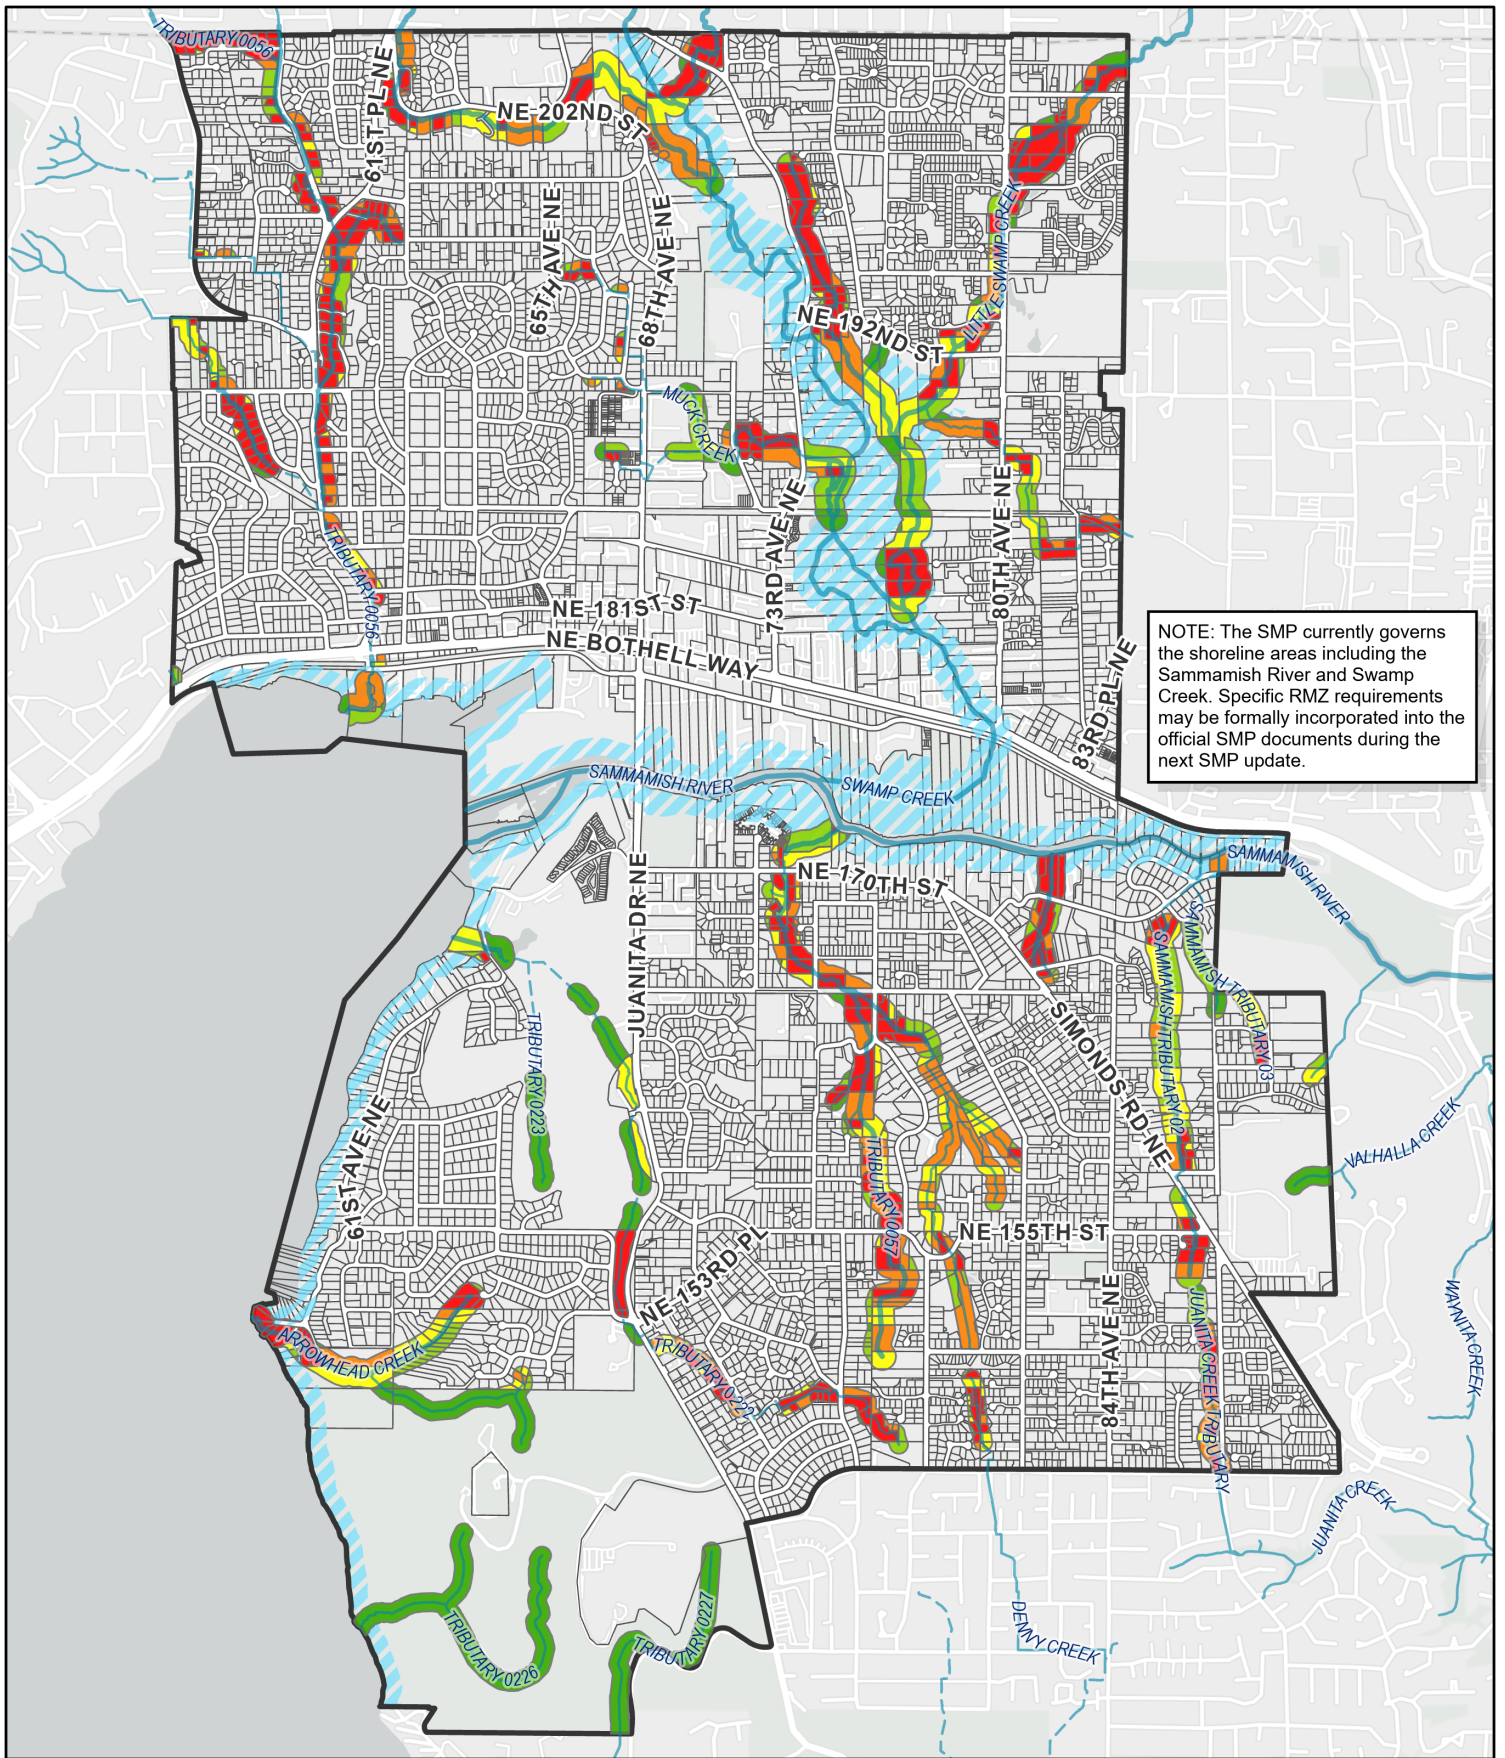 TRIBUTARY 0056
61ST PL NE
NE 202ND ST
65TH AVE NE
68TH AVE NE
LITTLE SWAMP CREEK
NE 192ND ST
MUCK CREEK
73RD AVE NE
80TH AVE NE
TRIBUTARY 0056
NE 181ST ST
NE BOTHELL WAY
83RD PL NE
NOTE: The SMP currently governs
the shoreline areas including the
Sammamish River and Swamp
Creek. Specific RMZ requirements
may be formally incorporated into the
official SMP documents during the
next SMP update.
SAMMAMISH RIVER
SWAMP CREEK
SAMMAMISH RIVER
NE 170TH ST
JUANITA DR NE
SAMMAMISH TRIBUTARY 02
SAMMAMISH TRIBUTARY 03
SIMONDS RD NE
TRIBUTARY 0223
61ST AVE NE
VALHALLA CREEK
TRIBUTARY 0057
NE 155TH ST
NE 153RD PL
84TH AVE NE
WAYNITA CREEK
ARROWHEAD CREEK
TRIBUTARY 0222
JUANITA CREEK TRIBUTARY
JUANITA CREEK
TRIBUTARY 0226
TRIBUTARY 0227
DENNY CREEK